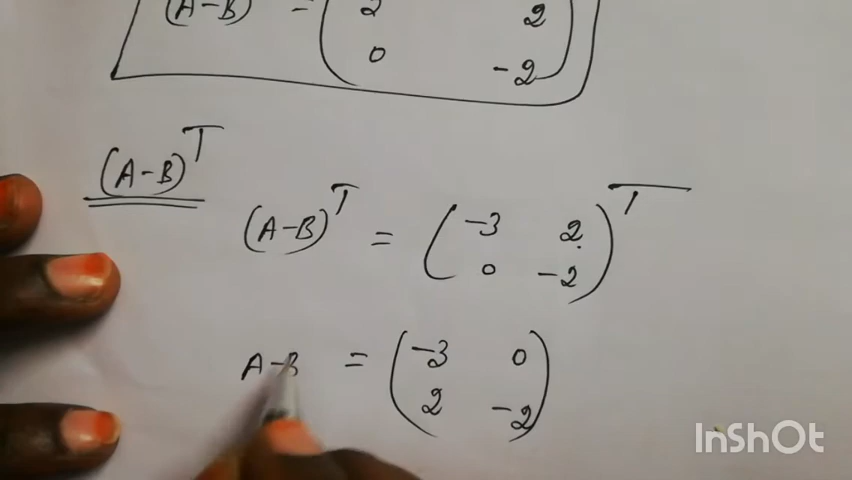 (A-B) = ( 2 2
0 -2 )
(A-B)^T
(A-B)^T = ( -3 2
0 -2 )^T
A-B = ( -3 0
2 -2 )
InShOt